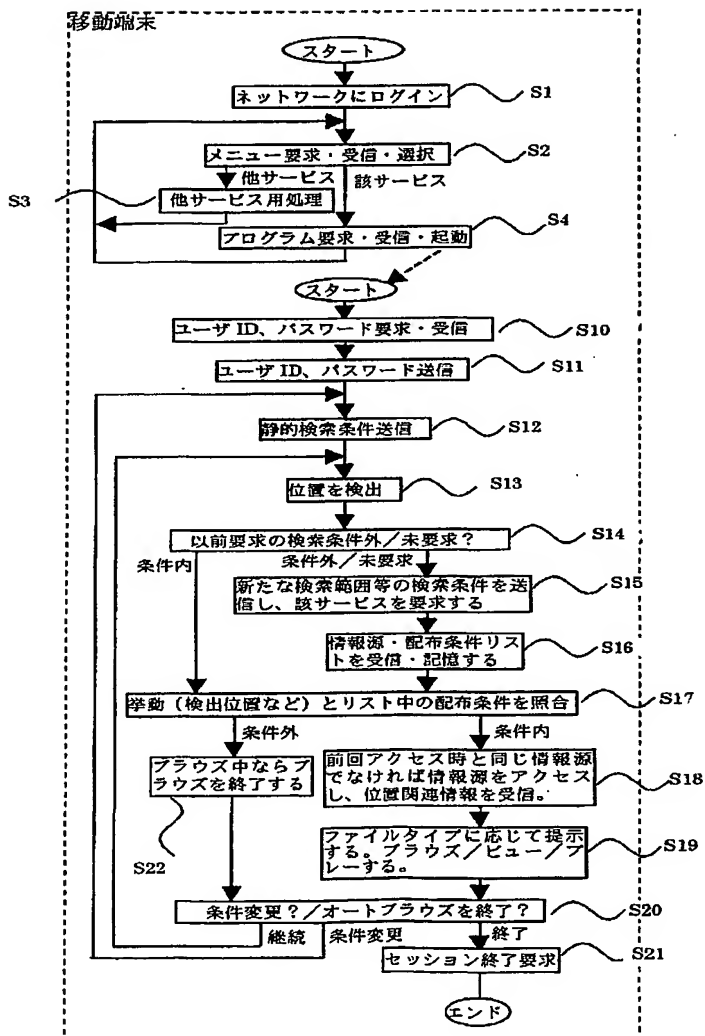 移動端末
スタート
ネットワークにログイン
S1
メニュー要求・受信・選択
S2
他サービス
該サービス
S3
他サービス用処理
プログラム要求・受信・起動
S4
スタート
ユーザ ID、パスワード要求・受信
S10
ユーザ ID、パスワード送信
S11
静的検索条件送信
S12
位置を検出
S13
以前要求の検索条件外/未要求?
S14
条件内
条件外/未要求
新たな検索範囲等の検索条件を送
信し、該サービスを要求する
S15
情報源・配布条件リス
トを受信・記憶する
S16
挙動(検出位置など)とリスト中の配布条件を照合
S17
条件外
条件内
ブラウズ中ならブ
ラウズを終了する
S22
前回アクセス時と同じ情報源
でなければ情報源をアクセス
し、位置関連情報を受信。
S18
ファイルタイプに応じて提示
する。ブラウズ/ビュー/プ
レーする。
S19
条件変更?/オートブラウズを終了?
S20
継続
条件変更
終了
セッション終了要求
S21
エンド